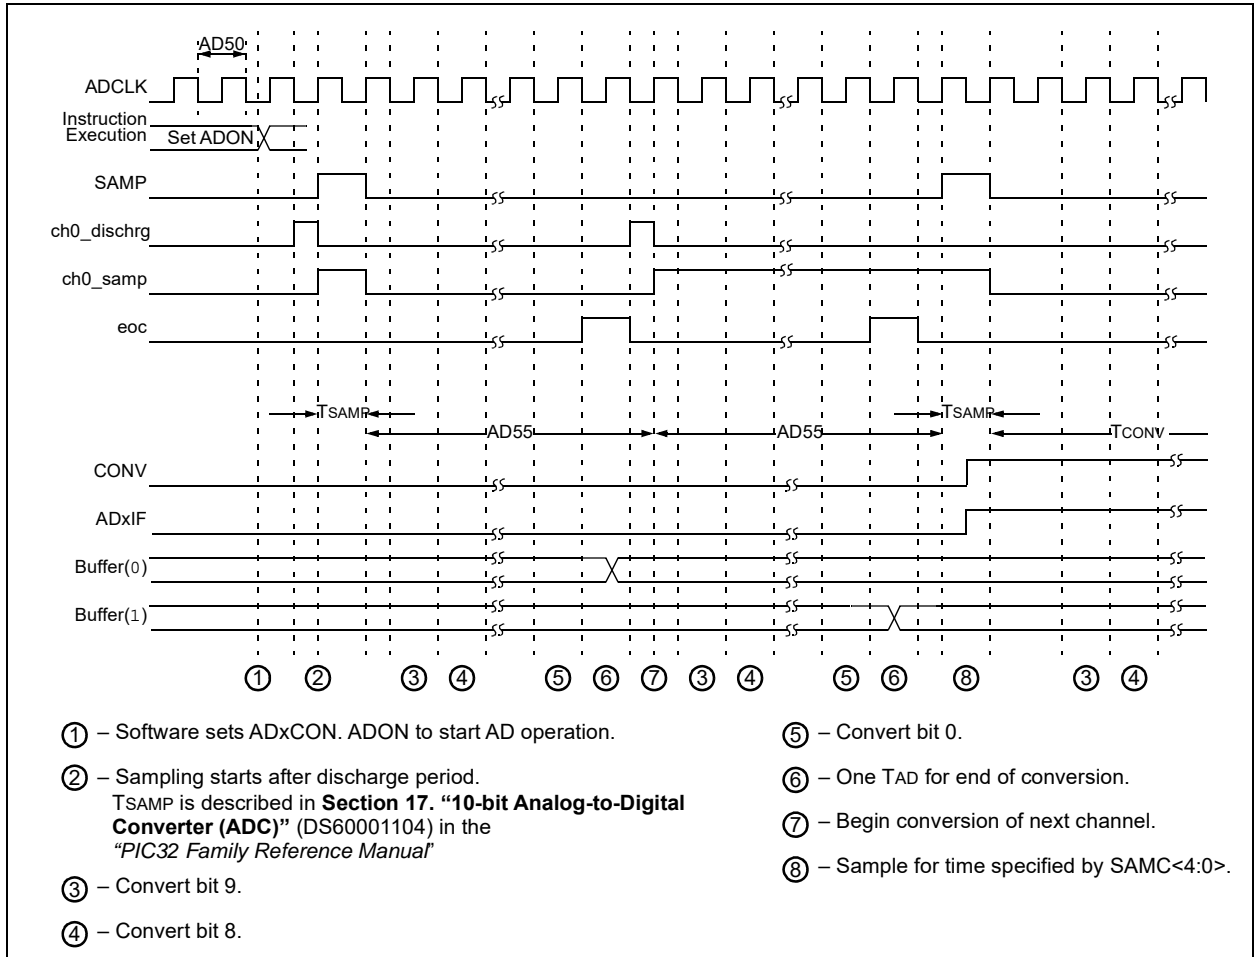 AD50
ADCLK
Instruction
Execution
Set ADON
SAMP
ch0_dischrg
ch0_samp
eoc
TSAMP
TSAMP
AD55
AD55
TCONV
CONV
ADxIF
Buffer(0)
Buffer(1)
1 2 3 4 5 6 7 3 4 5 6 8 3 4
1 – Software sets ADxCON. ADON to start AD operation.
2 – Sampling starts after discharge period.
TSAMP is described in Section 17. “10-bit Analog-to-Digital
Converter (ADC)” (DS60001104) in the
“PIC32 Family Reference Manual”
3 – Convert bit 9.
4 – Convert bit 8.
5 – Convert bit 0.
6 – One TAD for end of conversion.
7 – Begin conversion of next channel.
8 – Sample for time specified by SAMC<4:0>.